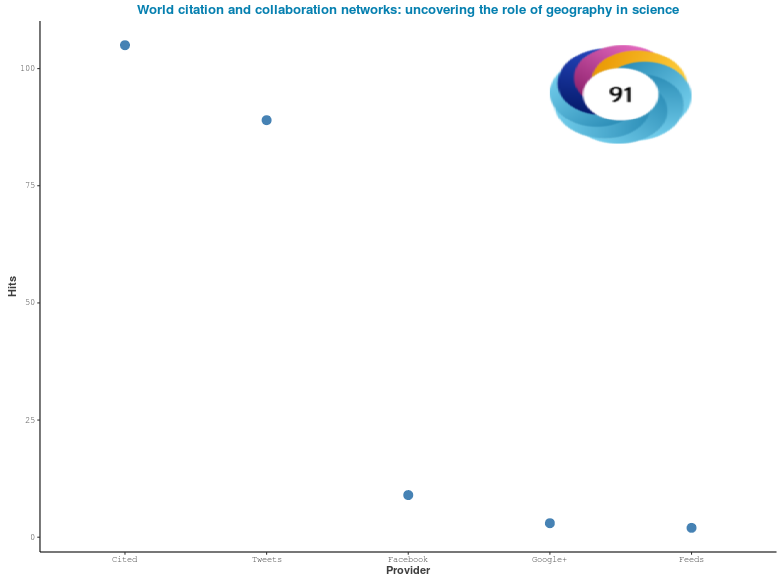 World citation and collaboration networks: uncovering the role of geography in science
91
100
75
50
25
0
Hits
Cited Tweets Facebook Google+ Feeds
Provider